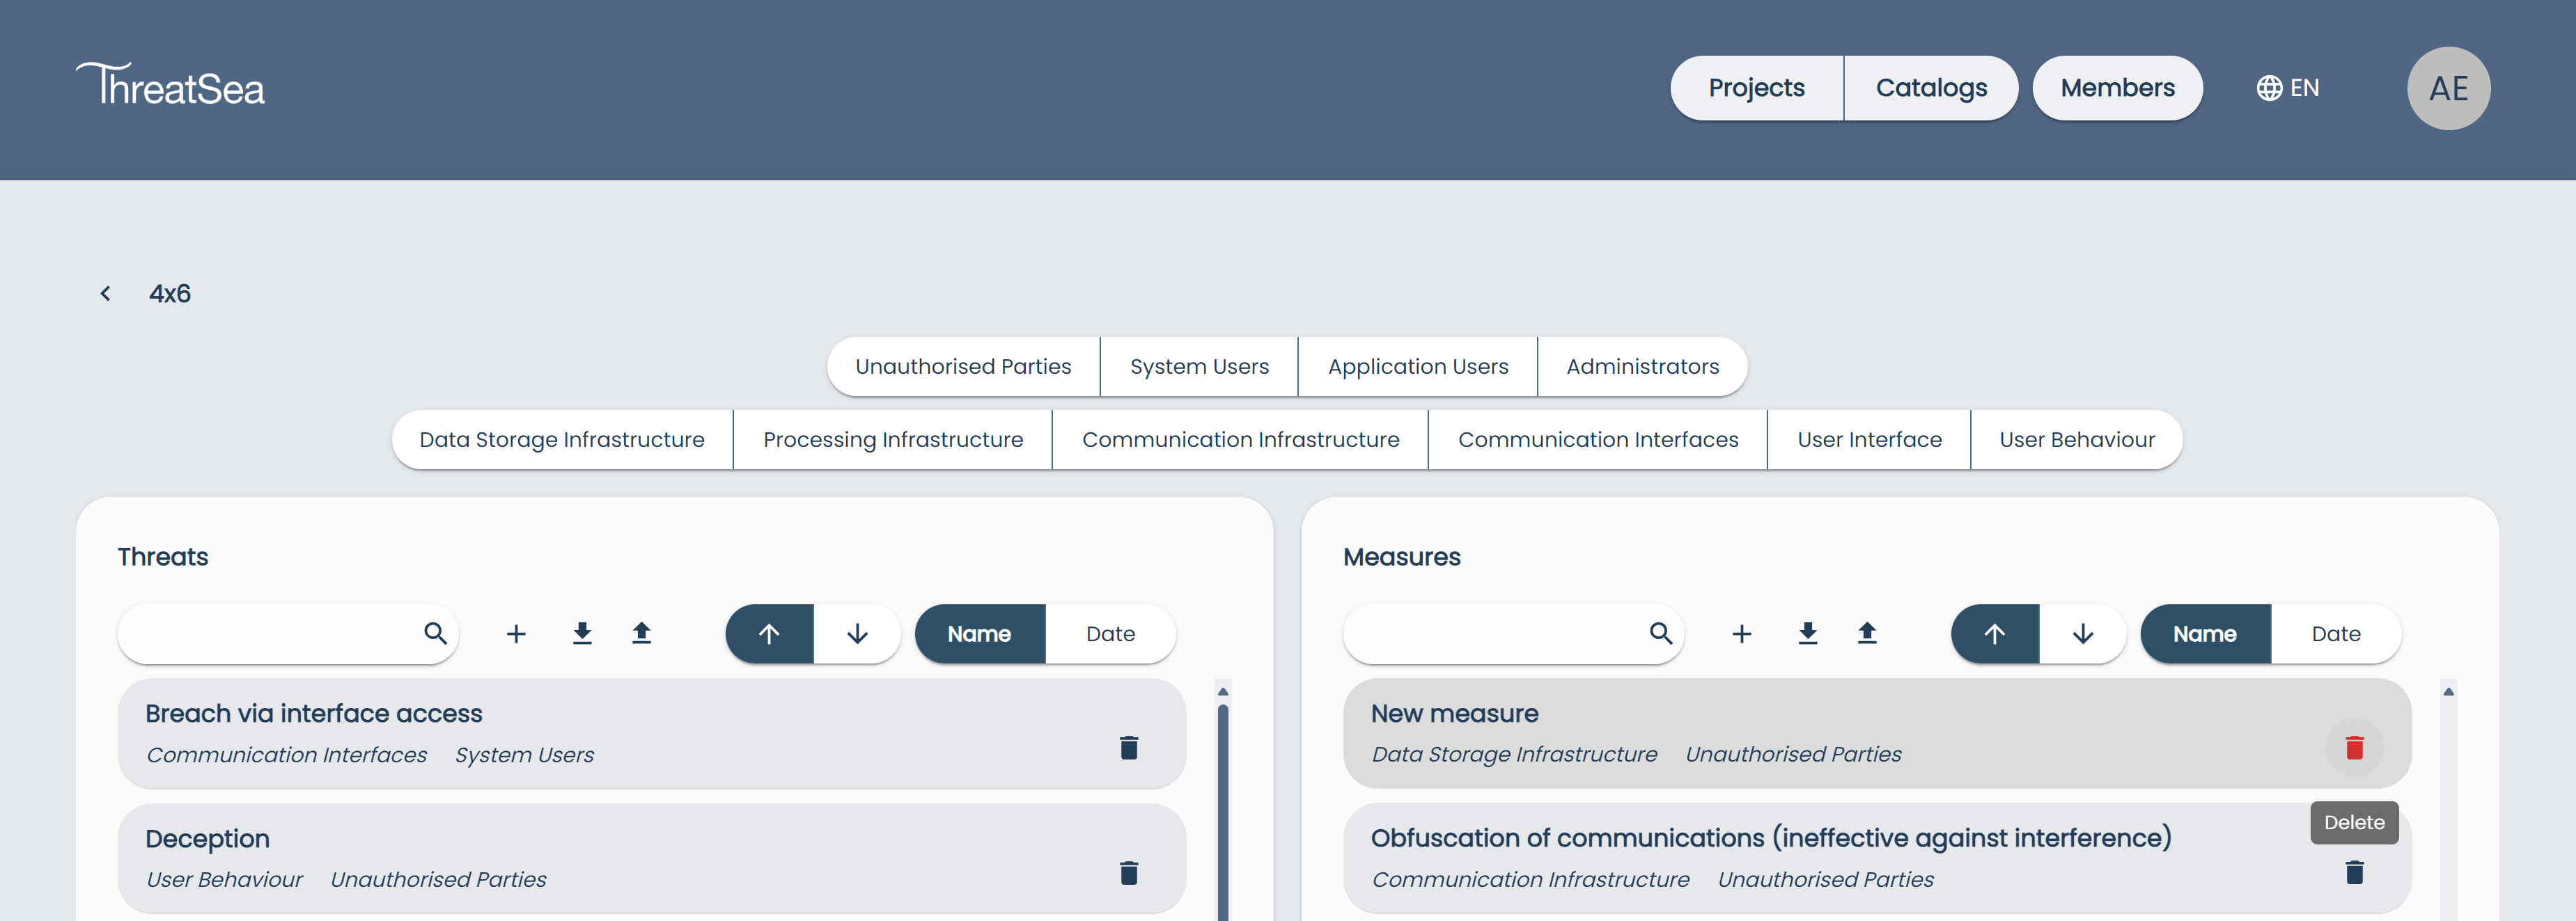 ThreatSea
Projects Catalogs Members EN AE
4x6
Unauthorised Parties System Users Application Users Administrators
Data Storage Infrastructure Processing Infrastructure Communication Infrastructure Communication Interfaces User Interface User Behaviour
Threats
Name Date
Breach via interface access
Communication Interfaces System Users
Deception
User Behaviour Unauthorised Parties
Measures
Name Date
New measure
Data Storage Infrastructure Unauthorised Parties
Delete
Obfuscation of communications (ineffective against interference)
Communication Infrastructure Unauthorised Parties